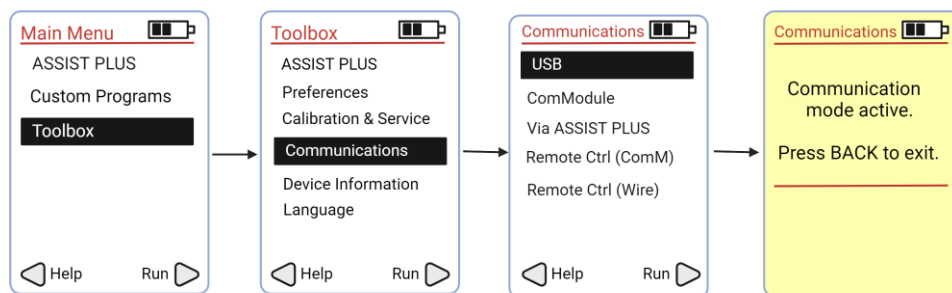 Main Menu
ASSIST PLUS
Custom Programs
Toolbox
Help
Run
Toolbox
ASSIST PLUS
Preferences
Calibration & Service
Communications
Device Information
Language
Help
Run
Communications
USB
ComModule
Via ASSIST PLUS
Remote Ctrl (ComM)
Remote Ctrl (Wire)
Help
Run
Communications
Communication
mode active.
Press BACK to exit.